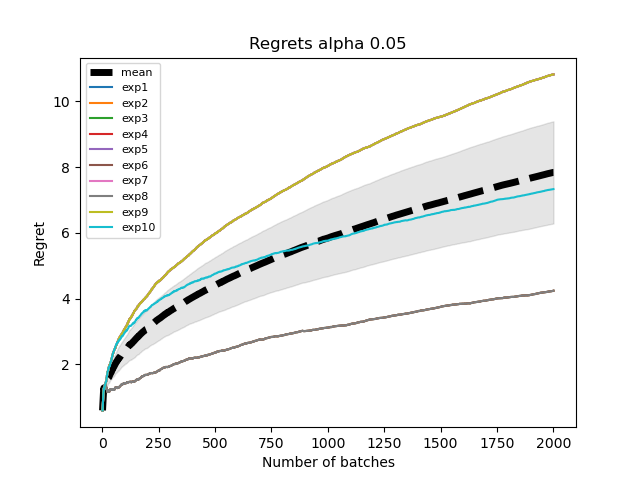 Regrets alpha 0.05
Regret
10
8
6
4
2
mean
exp1
exp2
exp3
exp4
exp5
exp6
exp7
exp8
exp9
exp10
0 250 500 750 1000 1250 1500 1750 2000
Number of batches